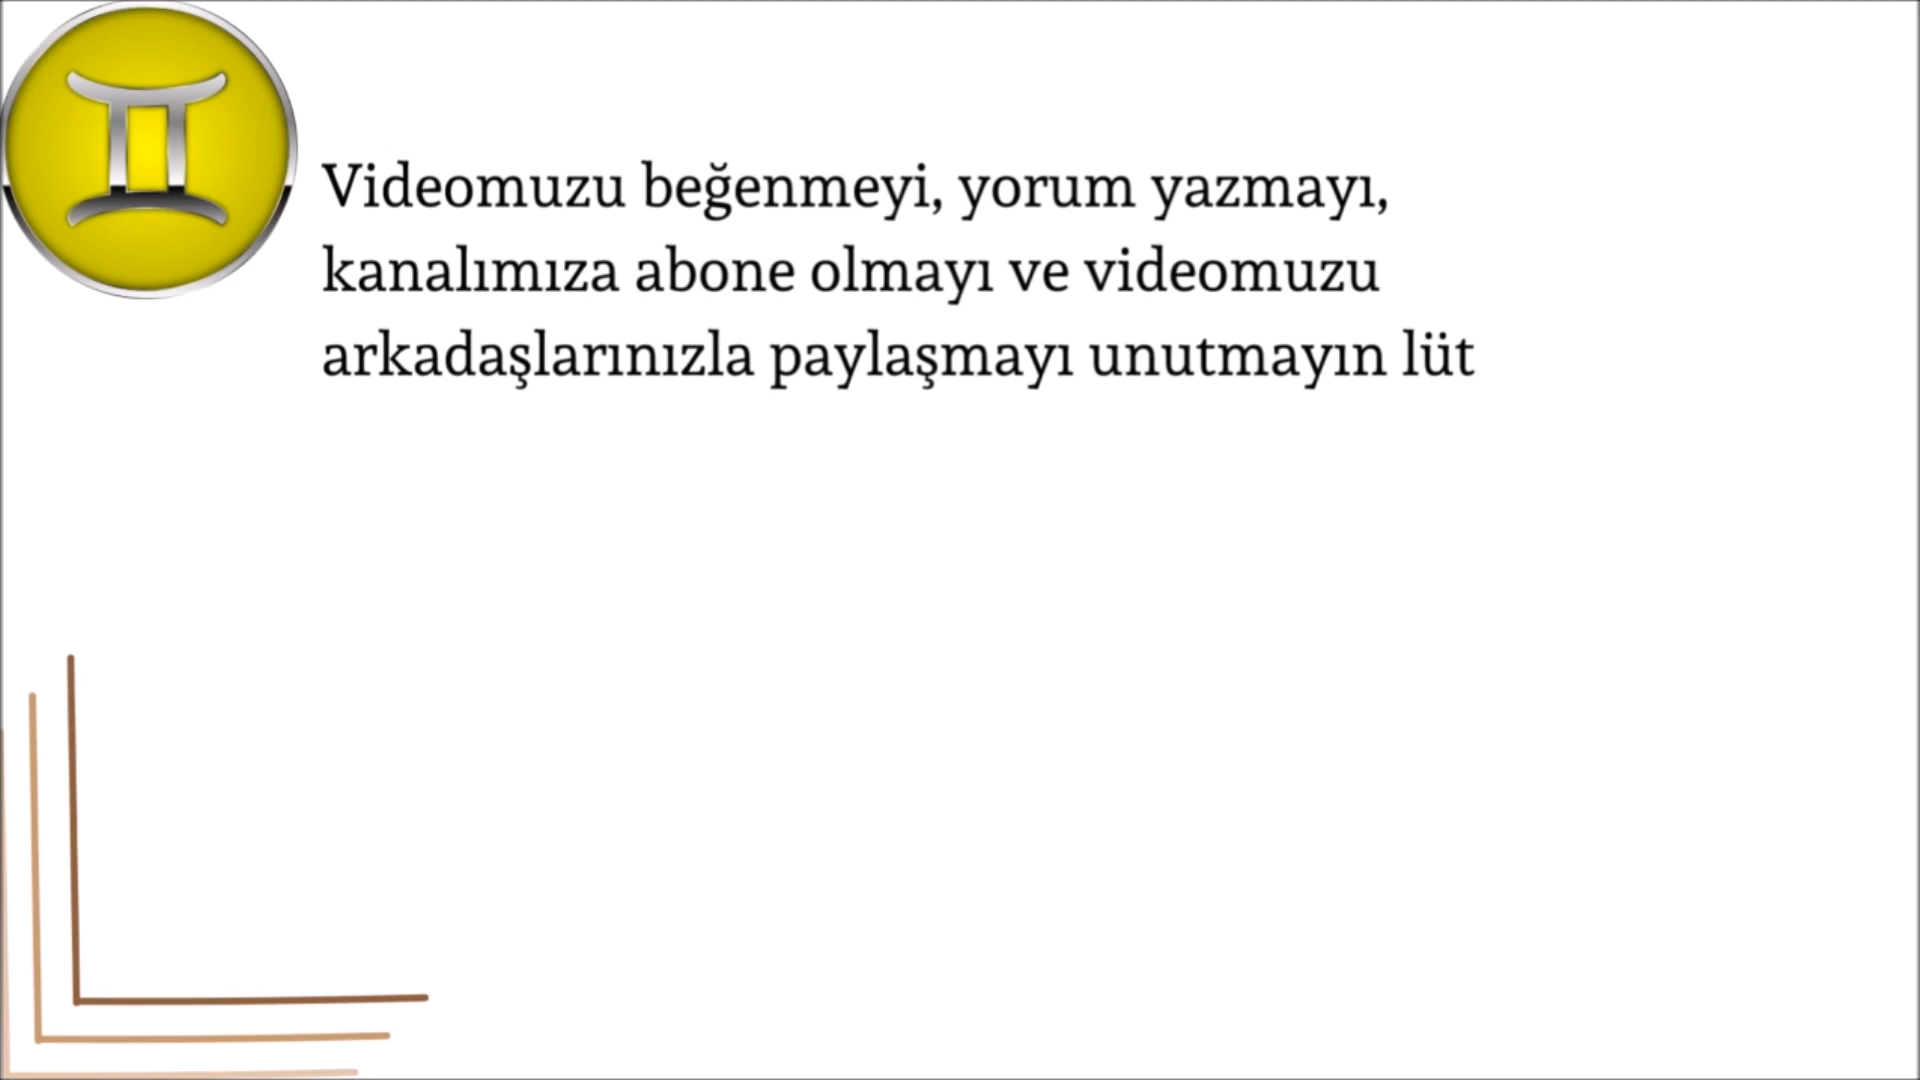 Videomuzu beğenmeyi, yorum yazmayı,
kanalımıza abone olmayı ve videomuzu
arkadaşlarınızla paylaşmayı unutmayın lüt